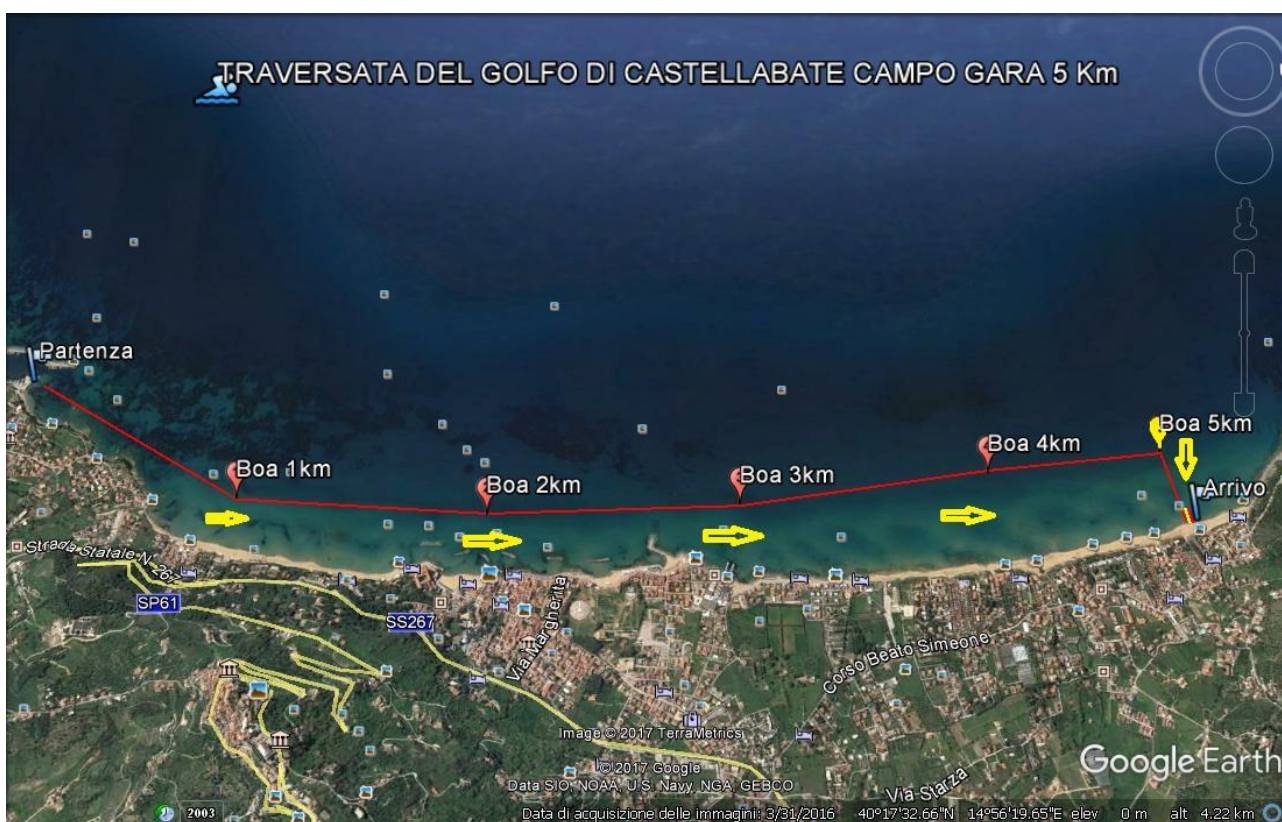 TRAVERSATA DEL GOLFO DI CASTELLABATE CAMPO GARA 5 Km
Partenza
Boa 1km
Boa 2km
Boa 3km
Boa 4km
Boa 5km
Arrivo
Strada Statale N° 267
SP61
SS267
Via Margherita
Corso Beato Simeone
Image © 2017 TerraMetrics
© 2017 Google
Data SIO, NOAA, U.S. Navy, NGA, GEBCO
Via Starza
Google Earth
2003
Data di acquisizione delle immagini: 3/31/2016 40°17'32.66"N 14°56'19.65"E elev 0 m alt 4.22 km